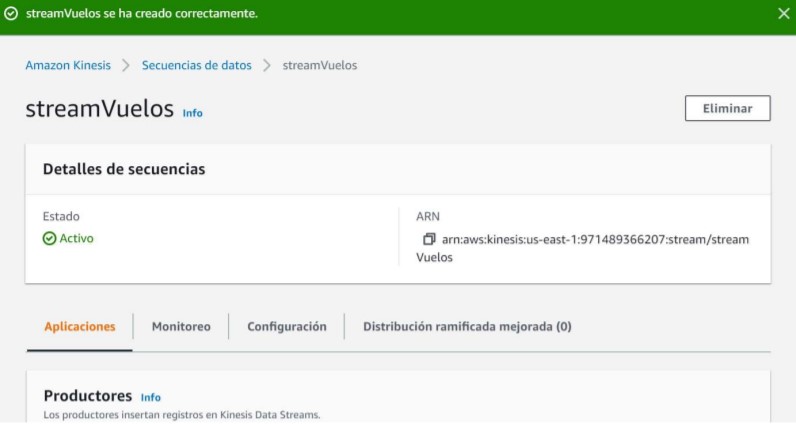 streamVuelos se ha creado correctamente.
Amazon Kinesis > Secuencias de datos > streamVuelos
streamVuelos Info
Eliminar
Detalles de secuencias
Estado
Activo
ARN
arn:aws:kinesis:us-east-1:971489366207:stream/stream
Vuelos
Aplicaciones Monitoreo Configuración Distribución ramificada mejorada (0)
Productores Info
Los productores insertan registros en Kinesis Data Streams.